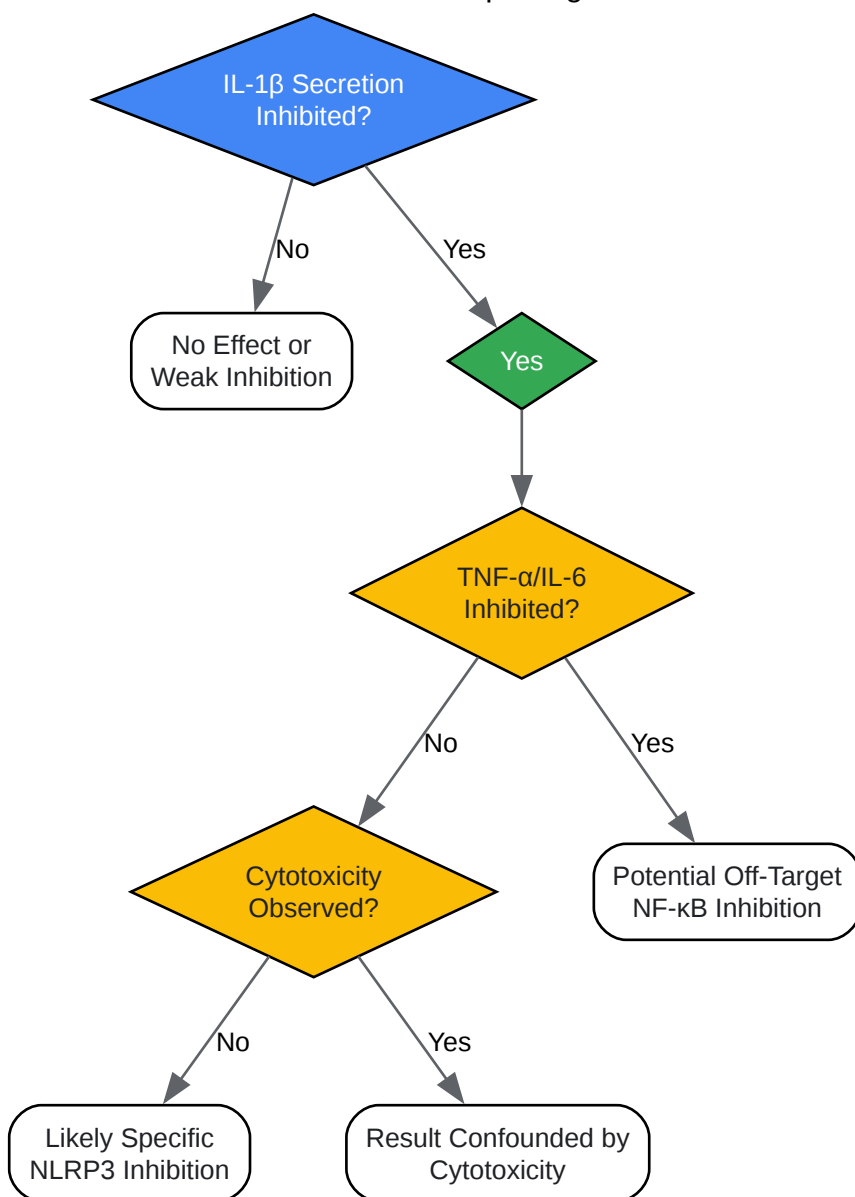 IL-1β Secretion
Inhibited?
No
Yes
No Effect or
Weak Inhibition
Yes
TNF-α/IL-6
Inhibited?
No
Yes
Cytotoxicity
Observed?
Potential Off-Target
NF-κB Inhibition
No
Yes
Likely Specific
NLRP3 Inhibition
Result Confounded by
Cytotoxicity